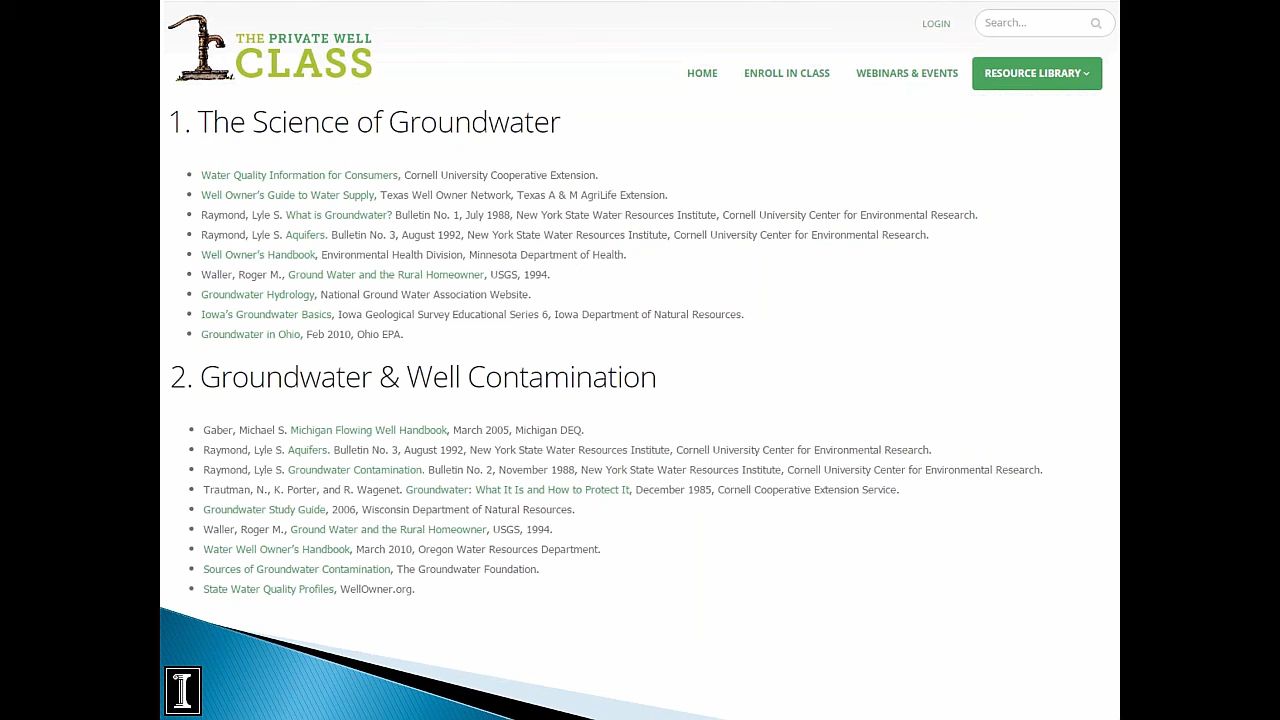 LOGIN
Search...
THE PRIVATE WELL
CLASS
HOME
ENROLL IN CLASS
WEBINARS & EVENTS
RESOURCE LIBRARY
1. The Science of Groundwater
Water Quality Information for Consumers, Cornell University Cooperative Extension.
Well Owner's Guide to Water Supply, Texas Well Owner Network, Texas A & M AgriLife Extension.
Raymond, Lyle S. What is Groundwater? Bulletin No. 1, July 1988, New York State Water Resources Institute, Cornell University Center for Environmental Research.
Raymond, Lyle S. Aquifers. Bulletin No. 3, August 1992, New York State Water Resources Institute, Cornell University Center for Environmental Research.
Well Owner's Handbook, Environmental Health Division, Minnesota Department of Health.
Waller, Roger M., Ground Water and the Rural Homeowner, USGS, 1994.
Groundwater Hydrology, National Ground Water Association Website.
Iowa's Groundwater Basics, Iowa Geological Survey Educational Series 6, Iowa Department of Natural Resources.
Groundwater in Ohio, Feb 2010, Ohio EPA.
2. Groundwater & Well Contamination
Gaber, Michael S. Michigan Flowing Well Handbook, March 2005, Michigan DEQ.
Raymond, Lyle S. Aquifers. Bulletin No. 3, August 1992, New York State Water Resources Institute, Cornell University Center for Environmental Research.
Raymond, Lyle S. Groundwater Contamination. Bulletin No. 2, November 1988, New York State Water Resources Institute, Cornell University Center for Environmental Research.
Trautman, N., K. Porter, and R. Wagenet. Groundwater: What It Is and How to Protect It, December 1985, Cornell Cooperative Extension Service.
Groundwater Study Guide, 2006, Wisconsin Department of Natural Resources.
Waller, Roger M., Ground Water and the Rural Homeowner, USGS, 1994.
Water Well Owner's Handbook, March 2010, Oregon Water Resources Department.
Sources of Groundwater Contamination, The Groundwater Foundation.
State Water Quality Profiles, WellOwner.org.
I